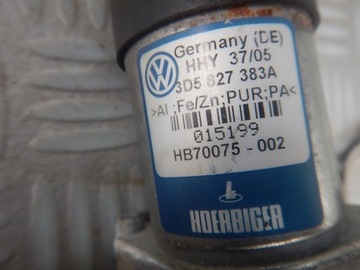 Germany (DE)
HHY 37/05
3D5 827 383A
>Al ;Fe/Zn;PUR;PA<
015199
HB70075-002
HOERBIGER